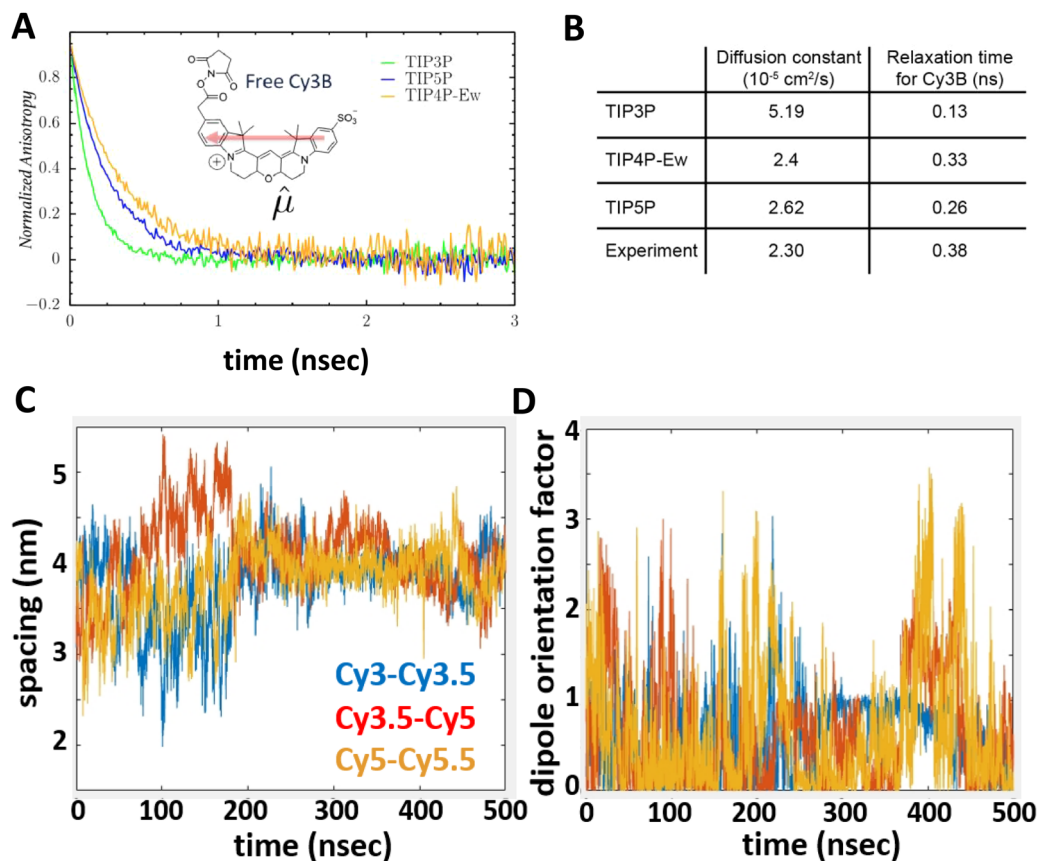 A
Normalized Anisotropy
0.8
0.6
0.4
0.2
0
−0.2
0
1
2
3
time (nsec)
Free Cy3B
TIP3P
TIP5P
TIP4P-Ew
O
N
O
O
O
SO₃⁻
N
⊕
N
O
μ̂
B
Diffusion constant (10⁻⁵ cm²/s)
Relaxation time for Cy3B (ns)
TIP3P 5.19 0.13
TIP4P-Ew 2.4 0.33
TIP5P 2.62 0.26
Experiment 2.30 0.38
C
spacing (nm)
5
4
3
2
0 100 200 300 400 500
time (nsec)
Cy3-Cy3.5
Cy3.5-Cy5
Cy5-Cy5.5
D
dipole orientation factor
4
3
2
1
0
0 100 200 300 400 500
time (nsec)